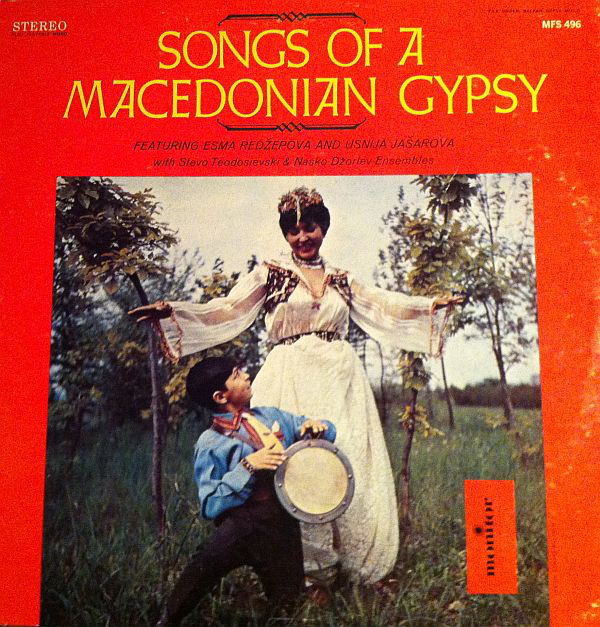 STEREO
MFS 496
SONGS OF A
MACEDONIAN GYPSY
FEATURING ESMA REDŽEPOVA AND USNIJA JAŠAROVA
with Stevo Teodosievski & Nasko Džorlev Ensembles
monitor